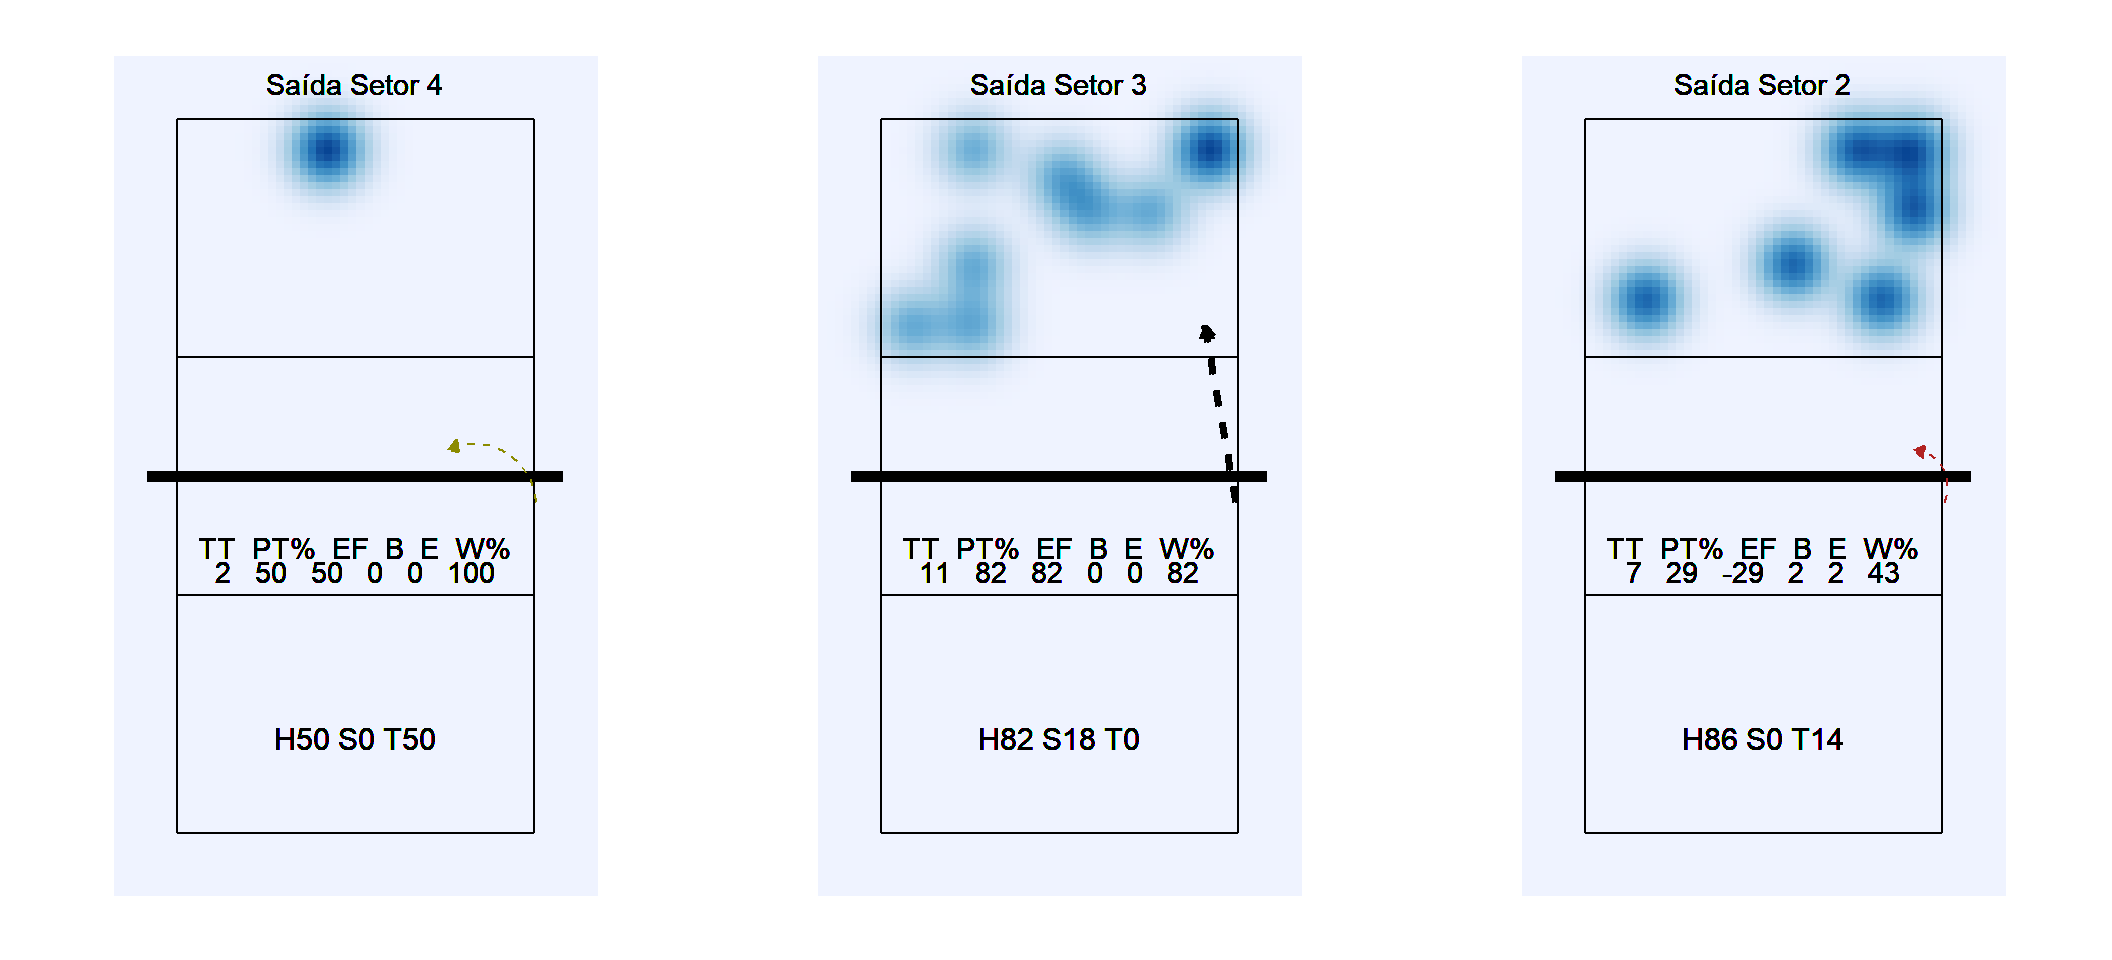 Saída Setor 4
TT PT% EF B E W%
2 50 50 0 0 100
H50 S0 T50
Saída Setor 3
TT PT% EF B E W%
11 82 82 0 0 82
H82 S18 T0
Saída Setor 2
TT PT% EF B E W%
7 29 -29 2 2 43
H86 S0 T14